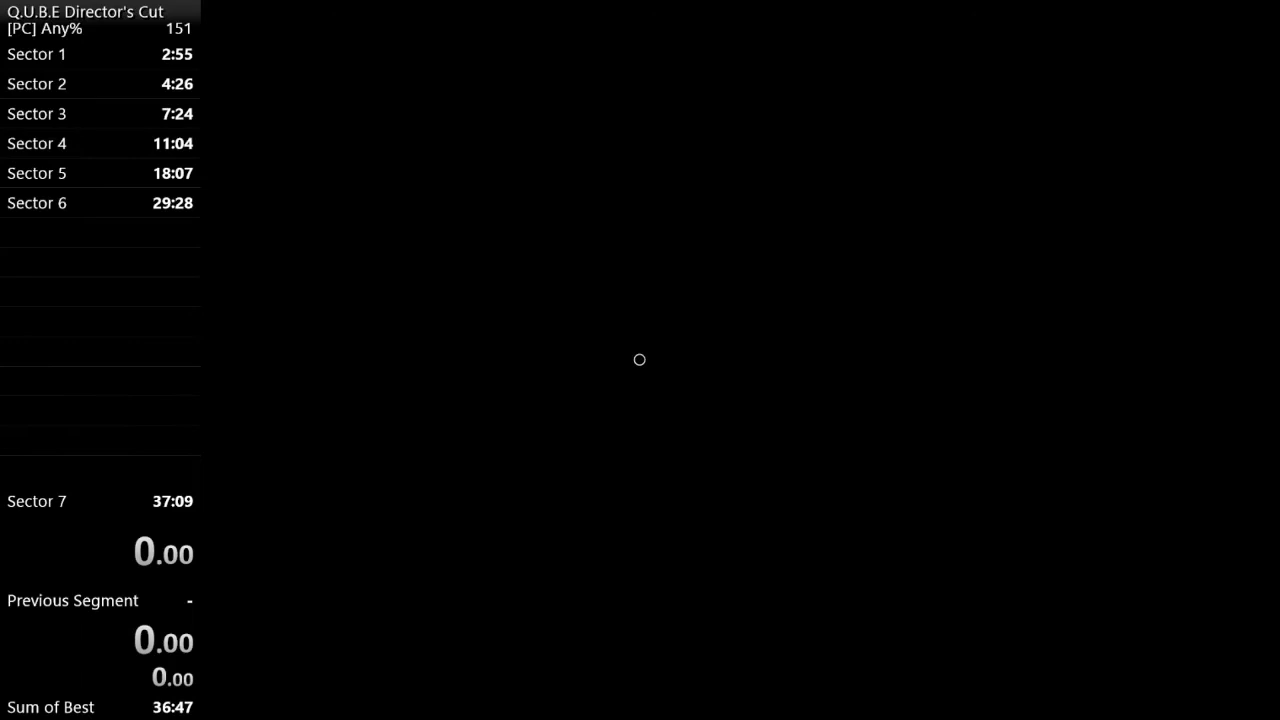 Q.U.B.E Director's Cut
[PC] Any% 151
Sector 1 2:55
Sector 2 4:26
Sector 3 7:24
Sector 4 11:04
Sector 5 18:07
Sector 6 29:28
Sector 7 37:09
0.00
Previous Segment -
0.00
0.00
Sum of Best 36:47